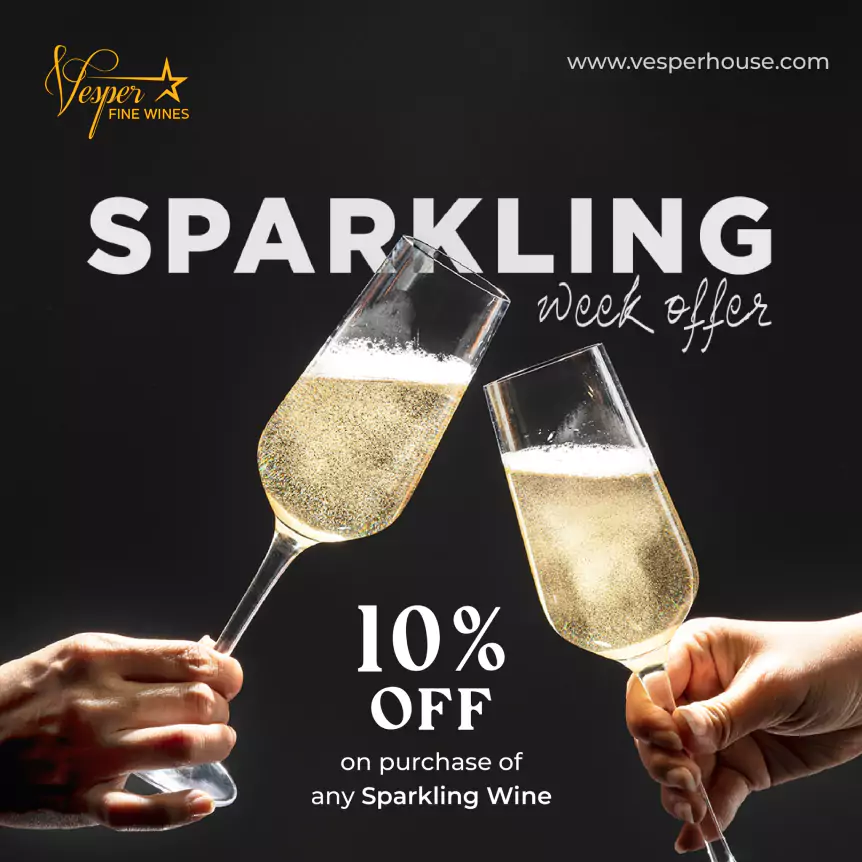 Vesper
FINE WINES
www.vesperhouse.com
SPARKLING
week offer
10%
OFF
on purchase of
any Sparkling Wine